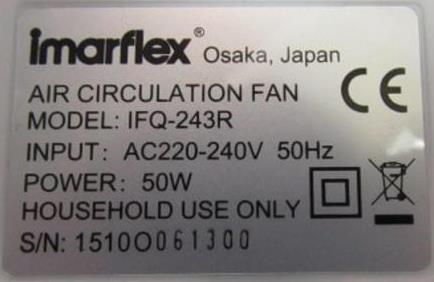 imarflex® Osaka, Japan
AIR CIRCULATION FAN
MODEL: IFQ-243R
INPUT: AC220-240V 50Hz
POWER: 50W
HOUSEHOLD USE ONLY
S/N: 1510O061300
CE